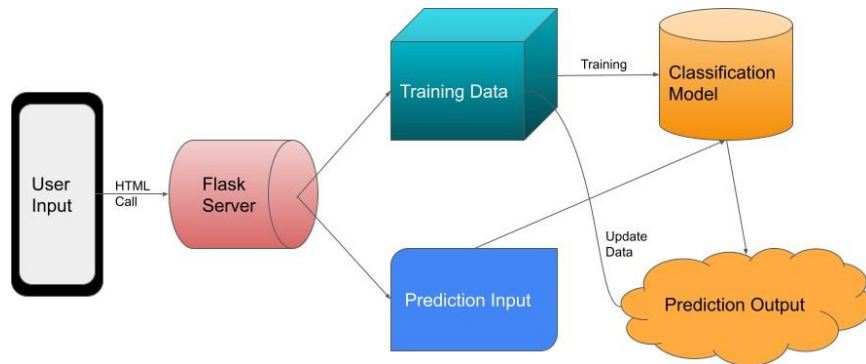 User
Input
HTML
Call
Flask
Server
Training Data
Training
Classification
Model
Prediction Input
Update
Data
Prediction Output